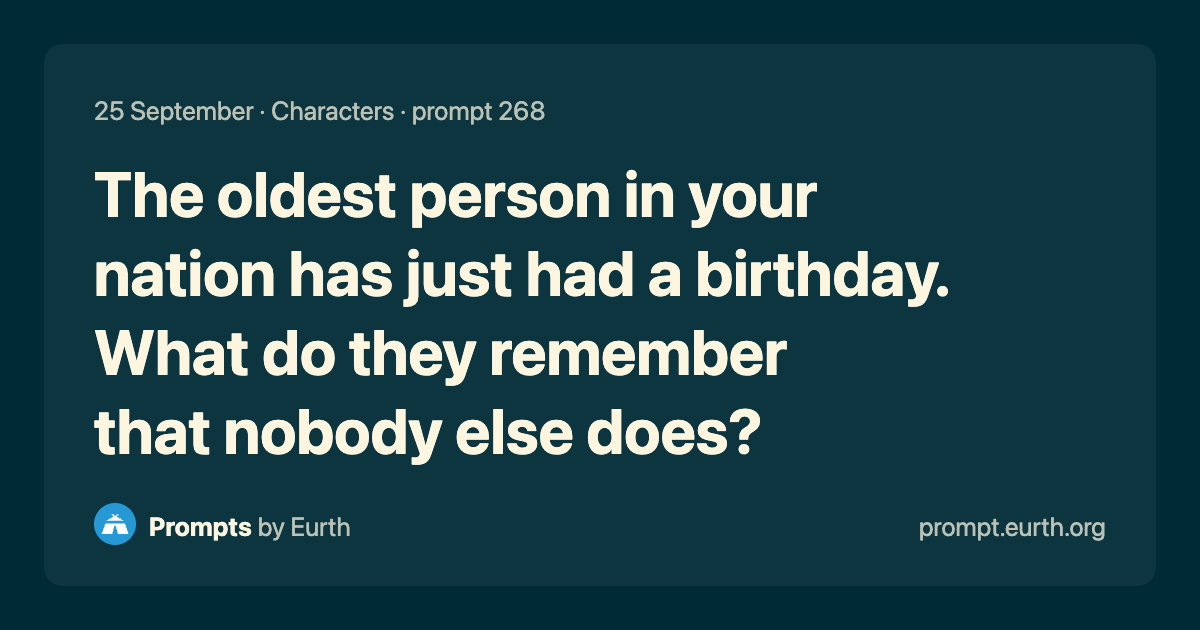 25 September · Characters · prompt 268
The oldest person in your
nation has just had a birthday.
What do they remember
that nobody else does?
Prompts by Eurth
prompt.eurth.org